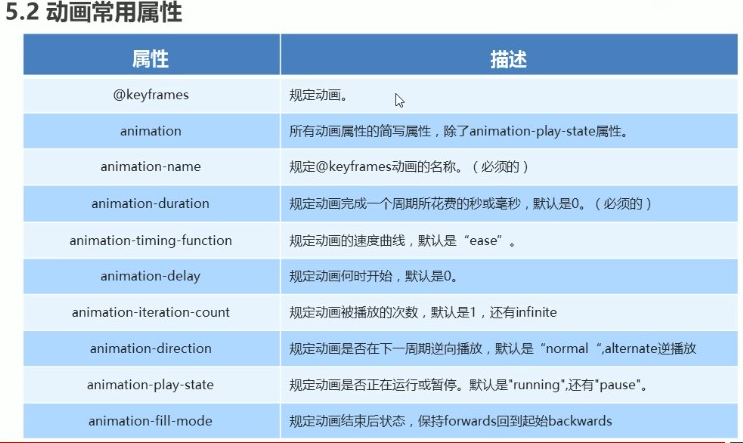 5.2 动画常用属性
属性 描述
@keyframes 规定动画。
animation 所有动画属性的简写属性，除了animation-play-state属性。
animation-name 规定@keyframes动画的名称。（必须的）
animation-duration 规定动画完成一个周期所花费的秒或毫秒，默认是0。（必须的）
animation-timing-function 规定动画的速度曲线，默认是“ease”。
animation-delay 规定动画何时开始，默认是0。
animation-iteration-count 规定动画被播放的次数，默认是1，还有infinite
animation-direction 规定动画是否在下一周期逆向播放，默认是“normal“,alternate逆播放
animation-play-state 规定动画是否正在运行或暂停。默认是"running",还有"pause"。
animation-fill-mode 规定动画结束后状态，保持forwards回到起始backwards